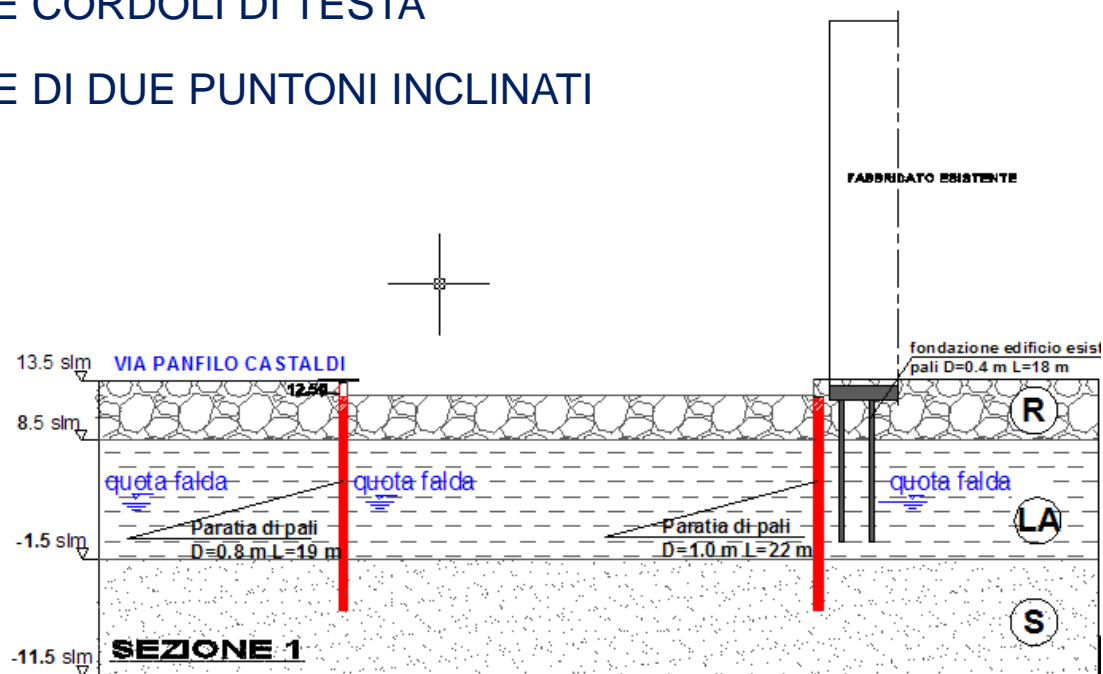 E CORDOLI DI TESTA
E DI DUE PUNTONI INCLINATI
FABBRICATO ESISTENTE
fondazione edificio esist
pali D=0.4 m L=18 m
13.5 slm
VIA PANFILO CASTALDI
12.50
R
8.5 slm
quota falda
quota falda
quota falda
LA
Paratia di pali
D=0.8 m L=19 m
Paratia di pali
D=1.0 m L=22 m
-1.5 slm
S
SEZIONE 1
-11.5 slm